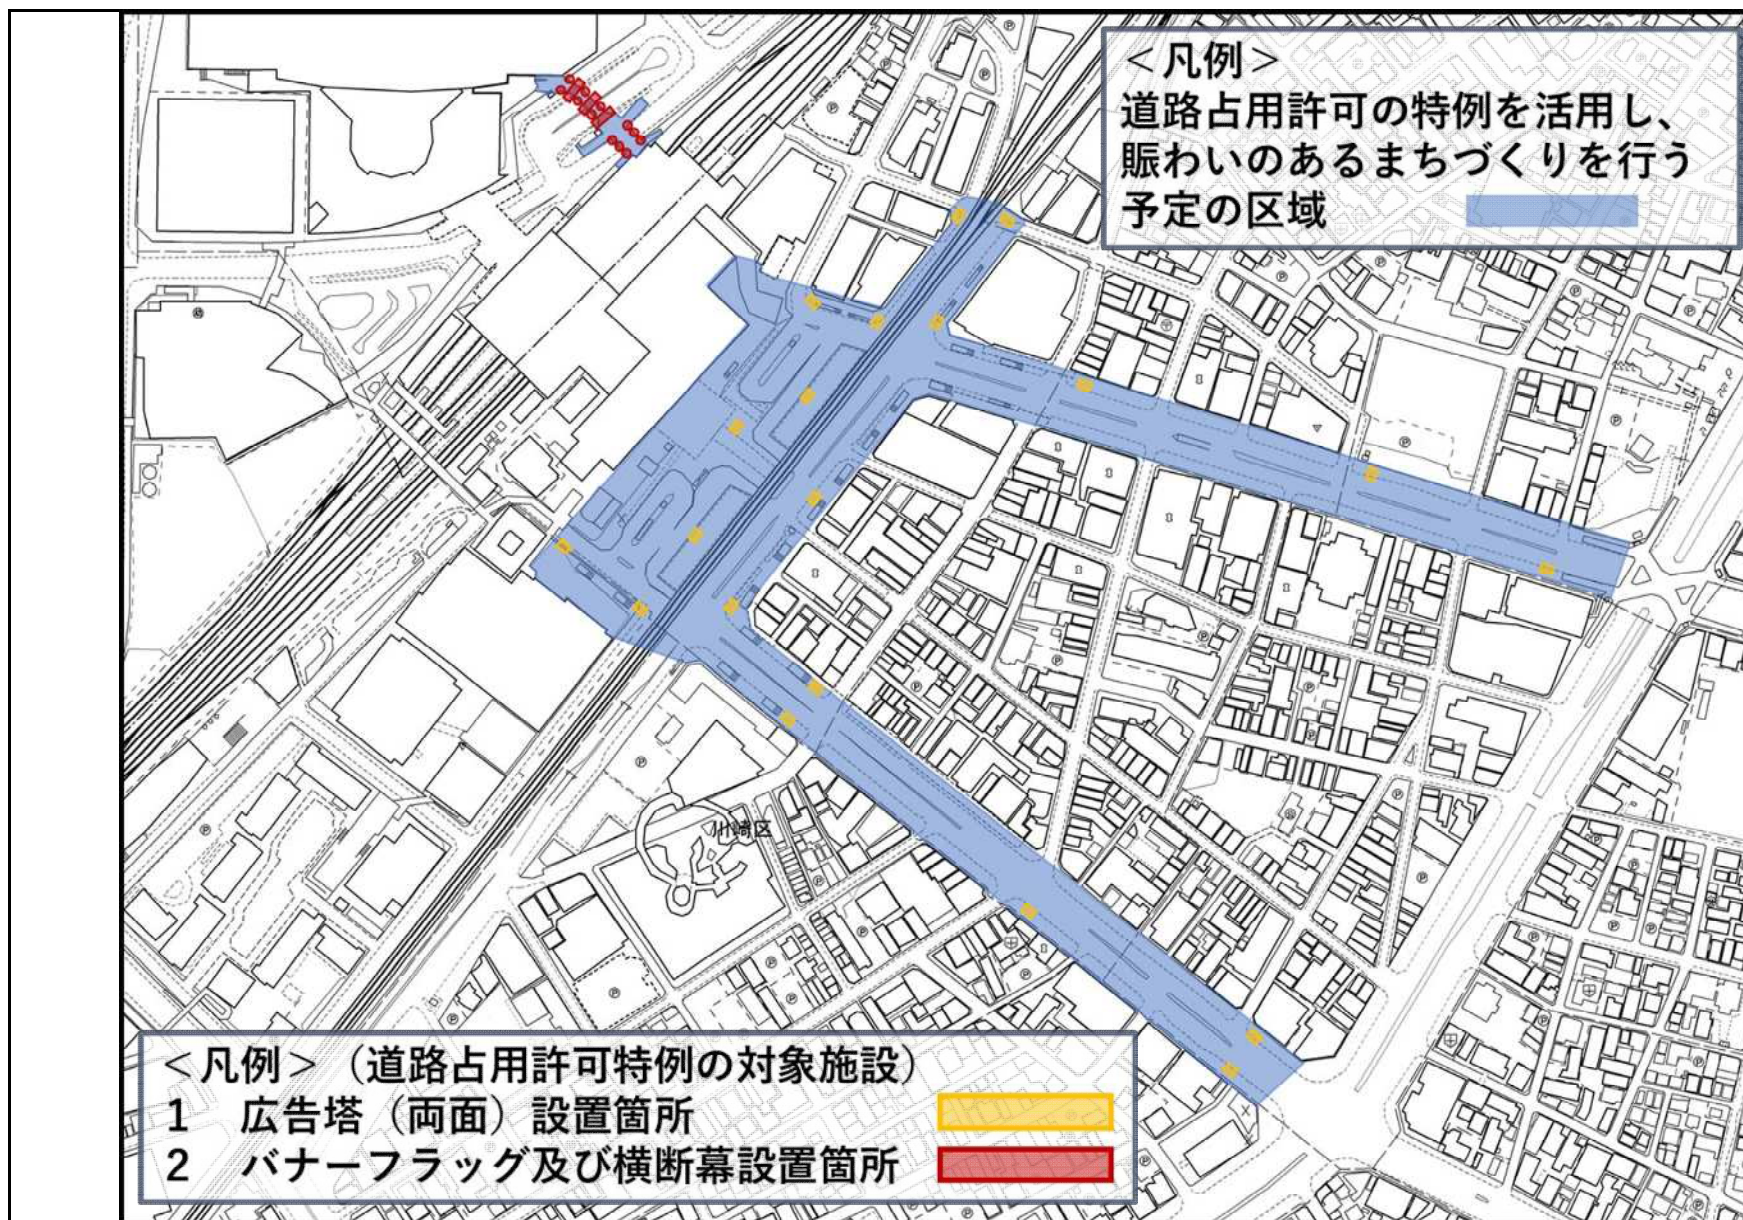 ＜凡例＞
道路占用許可の特例を活用し、
賑わいのあるまちづくりを行う
予定の区域
川崎区
＜凡例＞（道路占用許可特例の対象施設）
1　広告塔（両面）設置箇所
2　バナーフラッグ及び横断幕設置箇所